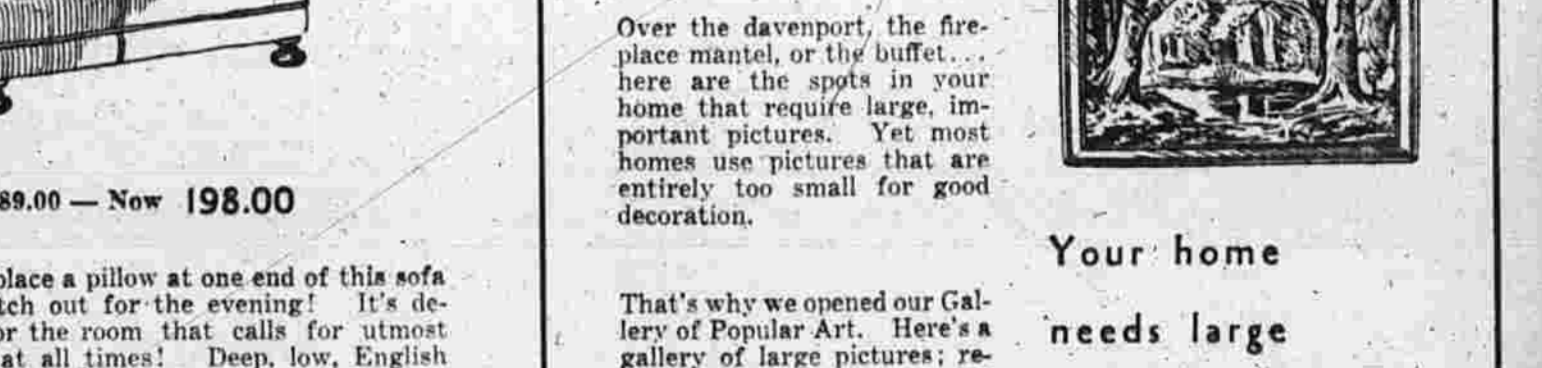 89.00 — Now 198.00
place a pillow at one end of this sofa
tch out for the evening! It's de-
or the room that calls for utmost
at all times! Deep, low, English
Over the davenport, the fire-
place mantel, or the buffet...
here are the spots in your
home that require large, im-
portant pictures. Yet most
homes use pictures that are
entirely too small for good
decoration.
That's why we opened our Gal-
lery of Popular Art. Here's a
gallery of large pictures; re-
Your home
needs large